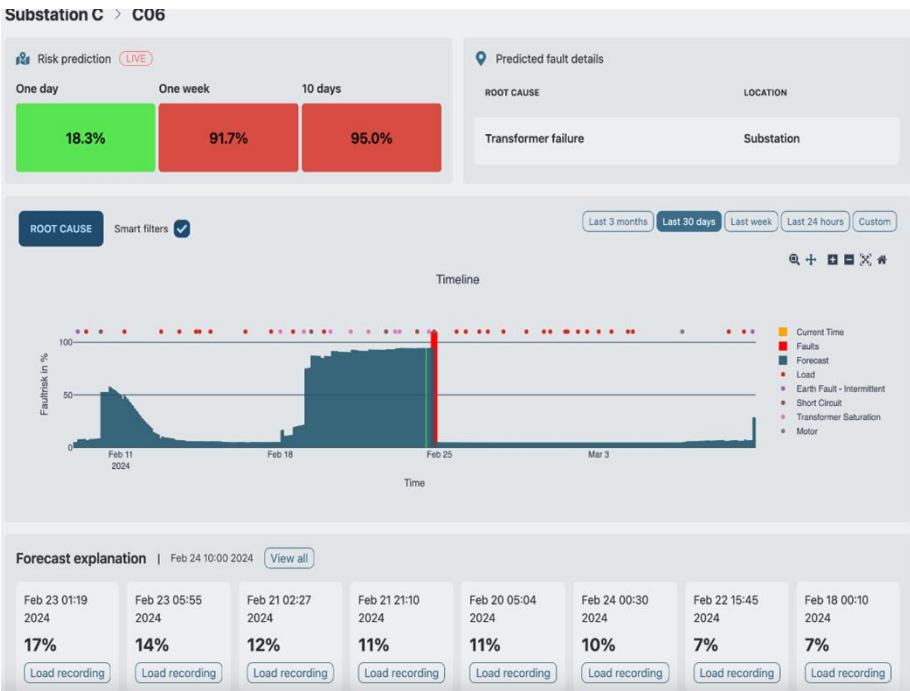 Substation C > C06
Risk prediction LIVE
One day One week 10 days
18.3% 91.7% 95.0%
Predicted fault details
ROOT CAUSE LOCATION
Transformer failure Substation
ROOT CAUSE Smart filters
Last 3 months Last 30 days Last week Last 24 hours Custom
Timeline
Faultrisk in %
100
50
0
Feb 11
2024
Feb 18
Feb 25
Mar 3
Time
Current Time
Faults
Forecast
Load
Earth Fault - Intermittent
Short Circuit
Transformer Saturation
Motor
Forecast explanation | Feb 24 10:00 2024 View all
Feb 23 01:19
2024
17%
Load recording
Feb 23 05:55
2024
14%
Load recording
Feb 21 02:27
2024
12%
Load recording
Feb 21 21:10
2024
11%
Load recording
Feb 20 05:04
2024
11%
Load recording
Feb 24 00:30
2024
10%
Load recording
Feb 22 15:45
2024
7%
Load recording
Feb 18 00:10
2024
7%
Load recording